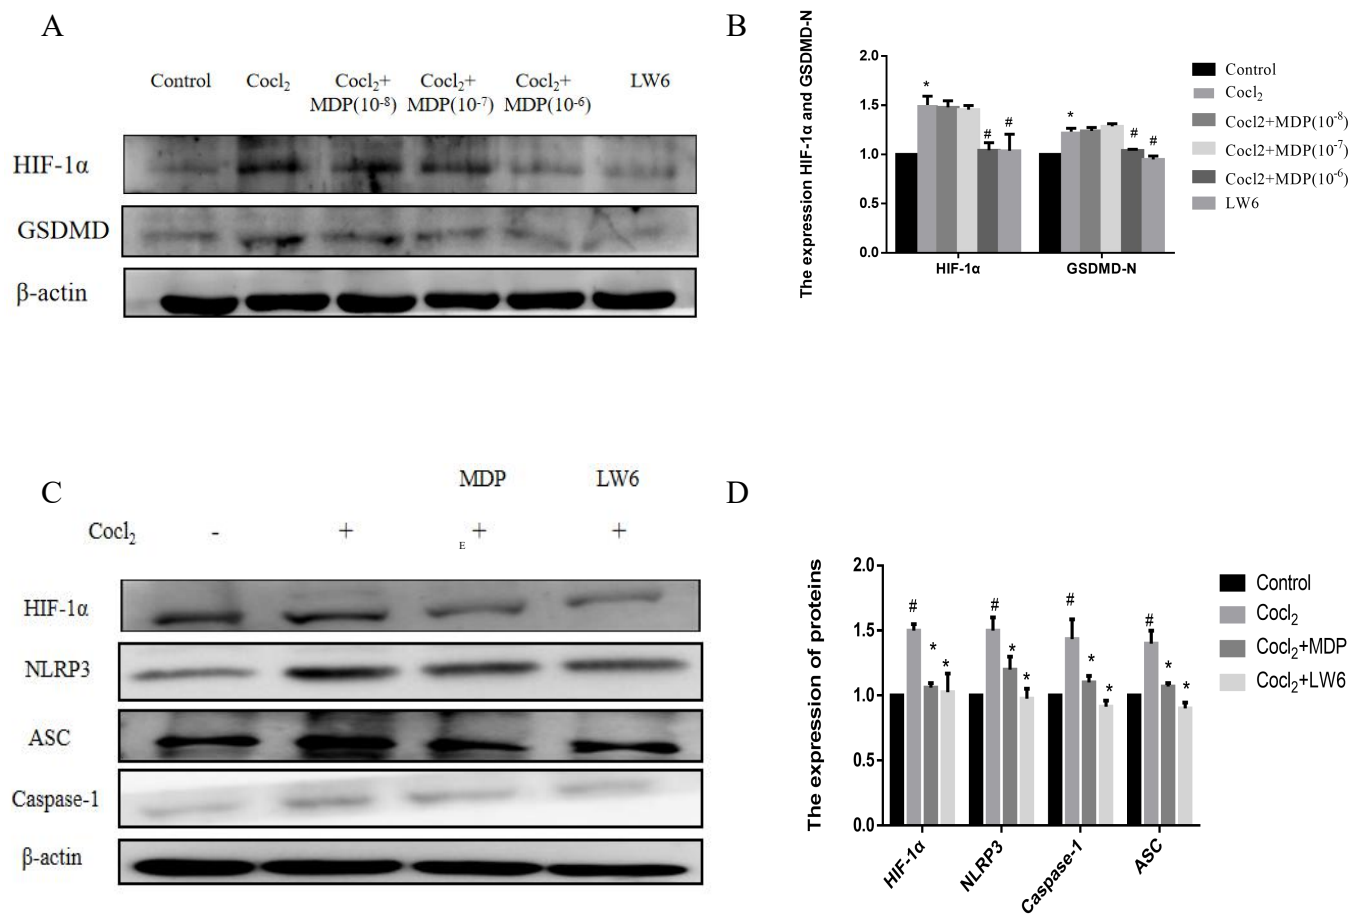 A
Control Cocl2 Cocl2+ Cocl2+ Cocl2+ LW6
MDP(10-8) MDP(10-7) MDP(10-6)
HIF-1α
GSDMD
β-actin
B
The expression HIF-1α and GSDMD-N
2.0
1.5
1.0
0.5
0.0
* # # * # #
HIF-1α GSDMD-N
Control
Cocl2
Cocl2+MDP(10-8)
Cocl2+MDP(10-7)
Cocl2+MDP(10-6)
LW6
C
MDP LW6
Cocl2 - + + +
E
HIF-1α
NLRP3
ASC
Caspase-1
β-actin
D
The expression of proteins
2.0
1.5
1.0
0.5
0.0
# * * # * * # * * # * *
HIF-1α NLRP3 Caspase-1 ASC
Control
Cocl2
Cocl2+MDP
Cocl2+LW6